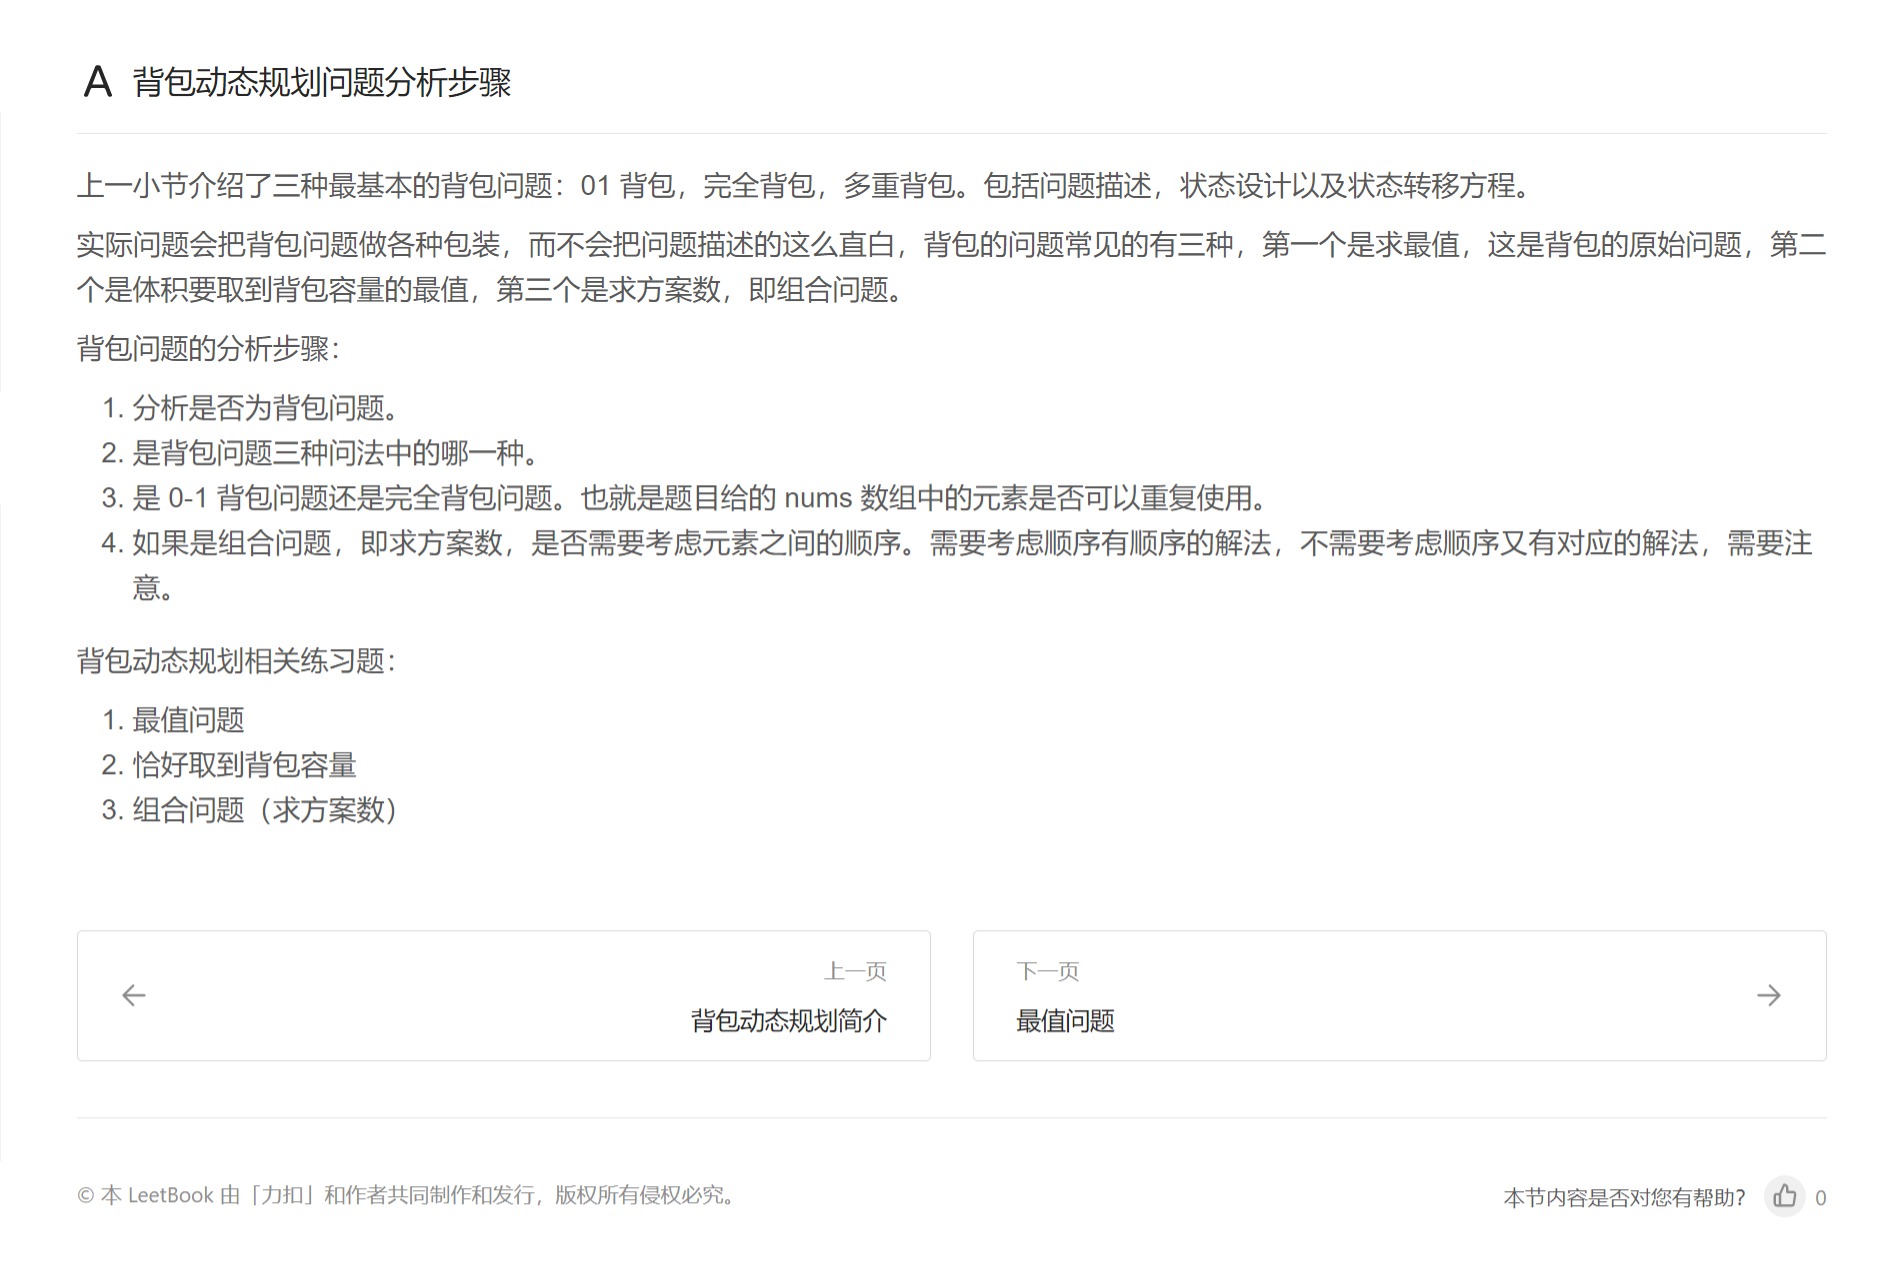 A 背包动态规划问题分析步骤
上一小节介绍了三种最基本的背包问题：01 背包，完全背包，多重背包。包括问题描述，状态设计以及状态转移方程。
实际问题会把背包问题做各种包装，而不会把问题描述的这么直白，背包的问题常见的有三种，第一个是求最值，这是背包的原始问题，第二
个是体积要取到背包容量的最值，第三个是求方案数，即组合问题。
背包问题的分析步骤：
1. 分析是否为背包问题。
2. 是背包问题三种问法中的哪一种。
3. 是 0-1 背包问题还是完全背包问题。也就是题目给的 nums 数组中的元素是否可以重复使用。
4. 如果是组合问题，即求方案数，是否需要考虑元素之间的顺序。需要考虑顺序有顺序的解法，不需要考虑顺序又有对应的解法，需要注
意。
背包动态规划相关练习题：
1. 最值问题
2. 恰好取到背包容量
3. 组合问题（求方案数）
上一页
背包动态规划简介
下一页
最值问题
© 本 LeetBook 由「力扣」和作者共同制作和发行，版权所有侵权必究。
本节内容是否对您有帮助？ 0